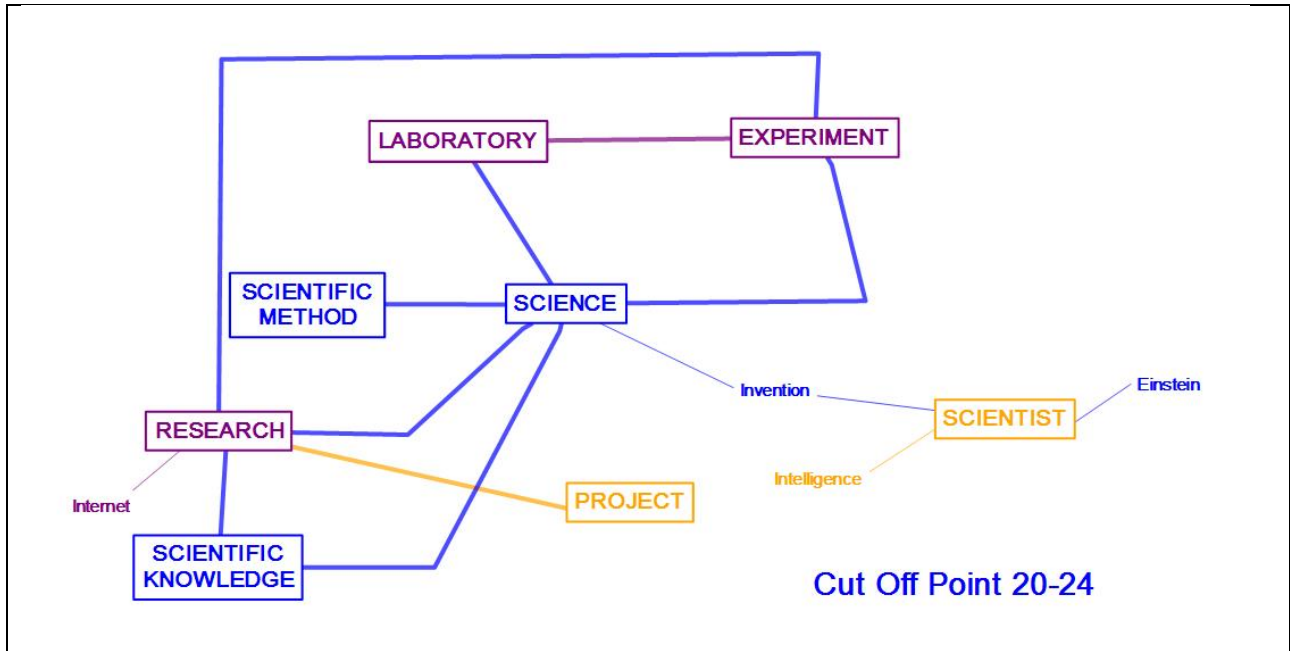 LABORATORY
EXPERIMENT
SCIENTIFIC
METHOD
SCIENCE
Invention
Einstein
SCIENTIST
RESEARCH
Intelligence
Internet
PROJECT
SCIENTIFIC
KNOWLEDGE
Cut Off Point 20-24